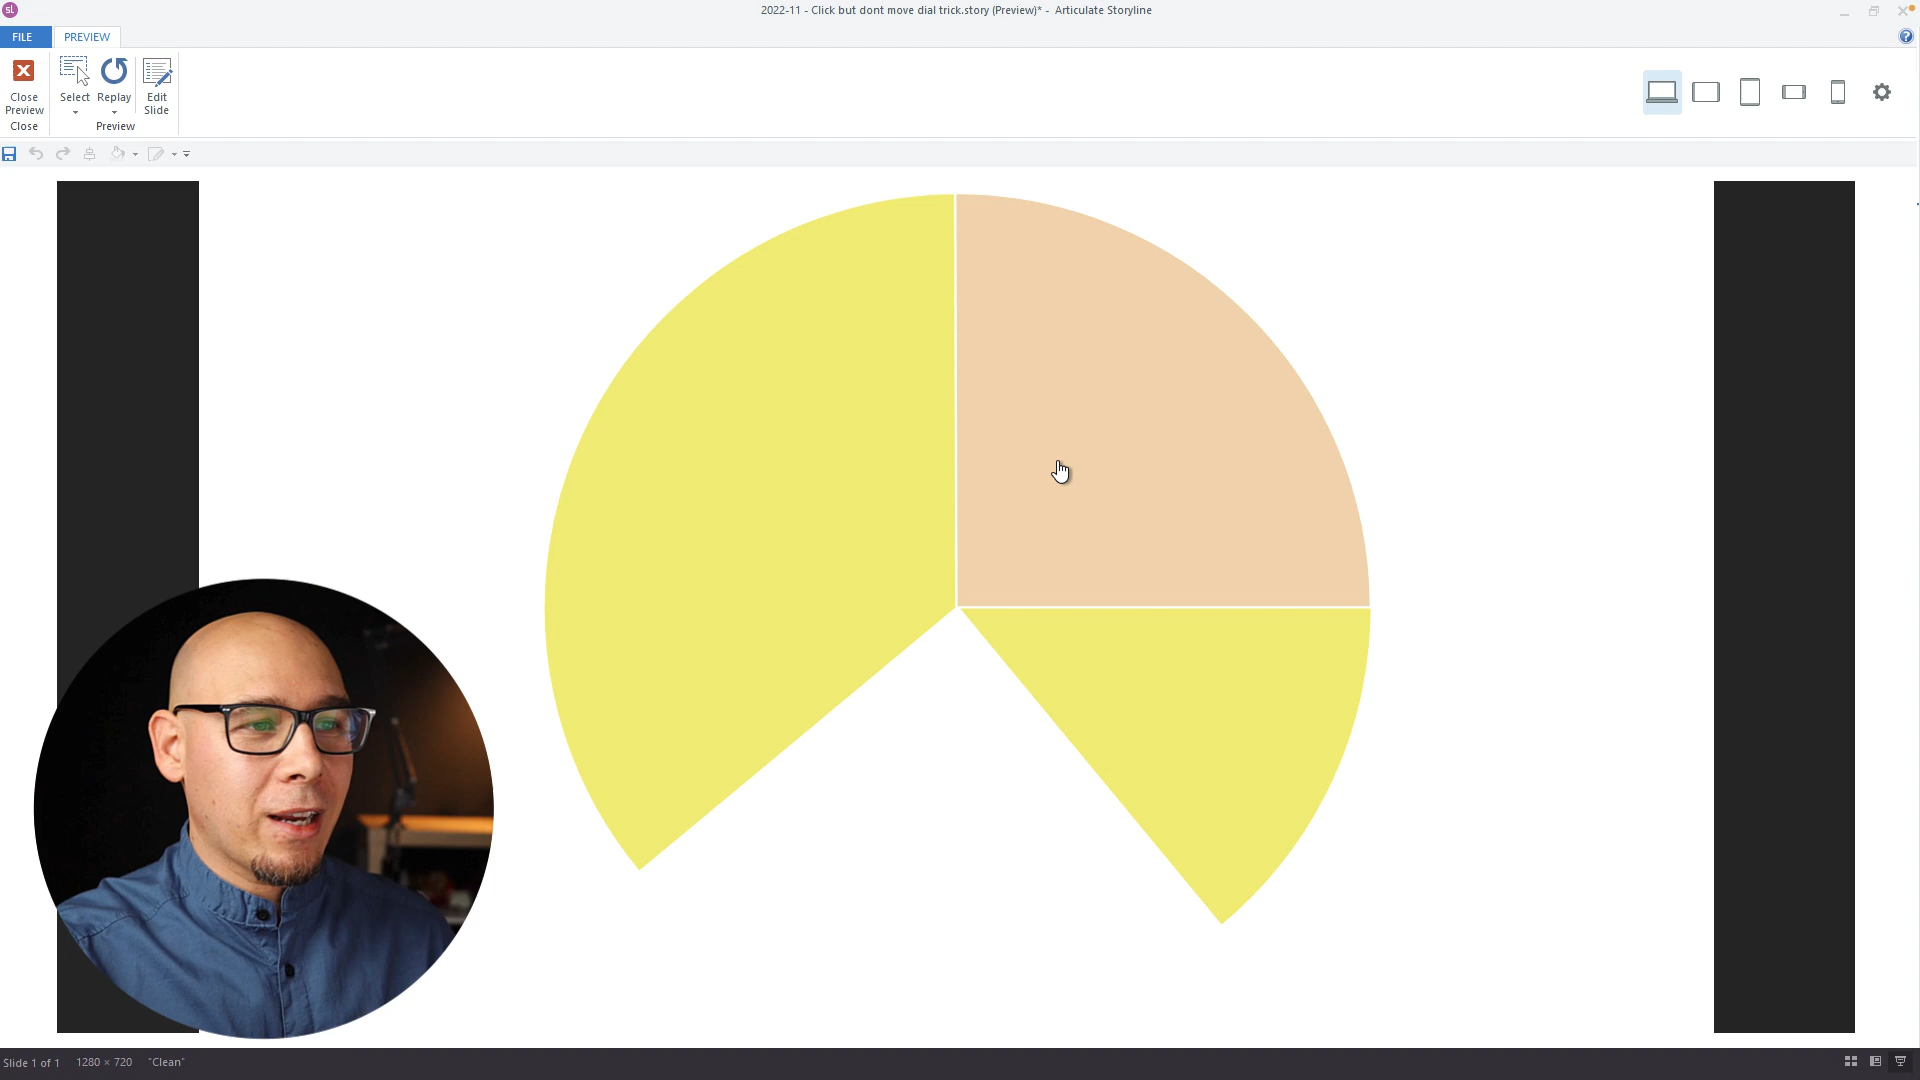 sl
2022-11 - Click but dont move dial trick.story (Preview)* - Articulate Storyline
FILE
PREVIEW
?
Close Preview
Select
Replay
Edit Slide
Close
Preview
Slide 1 of 1
1280 × 720
"Clean"